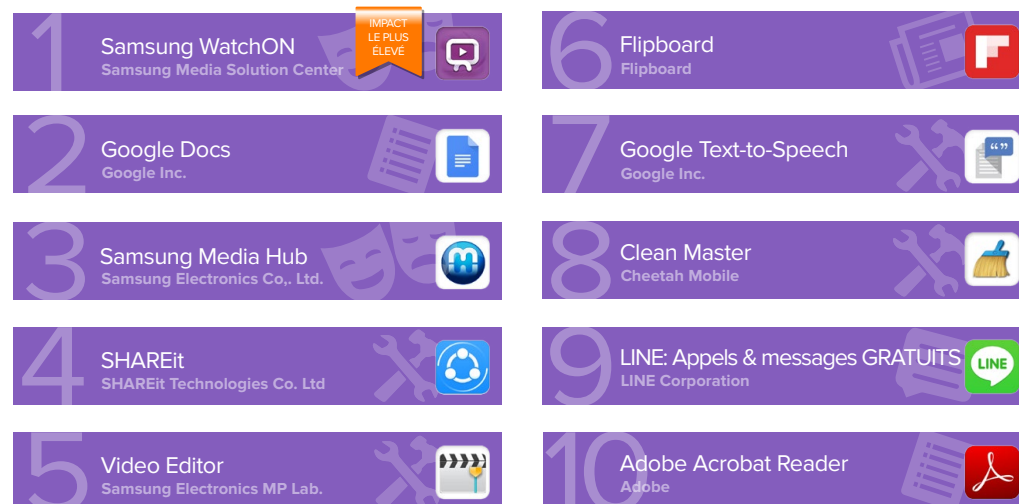 1
Samsung WatchON
Samsung Media Solution Center
IMPACT
LE PLUS
ÉLEVÉ
2
Google Docs
Google Inc.
3
Samsung Media Hub
Samsung Electronics Co,. Ltd.
4
SHAREit
SHAREit Technologies Co. Ltd
5
Video Editor
Samsung Electronics MP Lab.
6
Flipboard
Flipboard
7
Google Text-to-Speech
Google Inc.
“ ”
8
Clean Master
Cheetah Mobile
9
LINE: Appels & messages GRATUITS
LINE Corporation
LINE
10
Adobe Acrobat Reader
Adobe